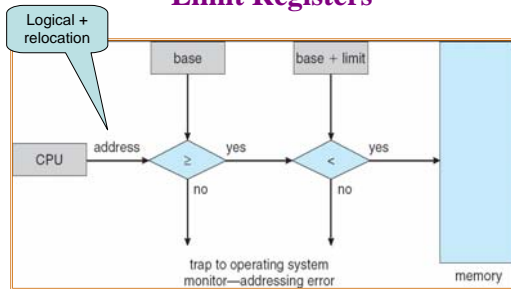 Limit Registers
Logical +
relocation
base
base + limit
CPU
address
≥
yes
<
yes
no
no
trap to operating system
monitor—addressing error
memory